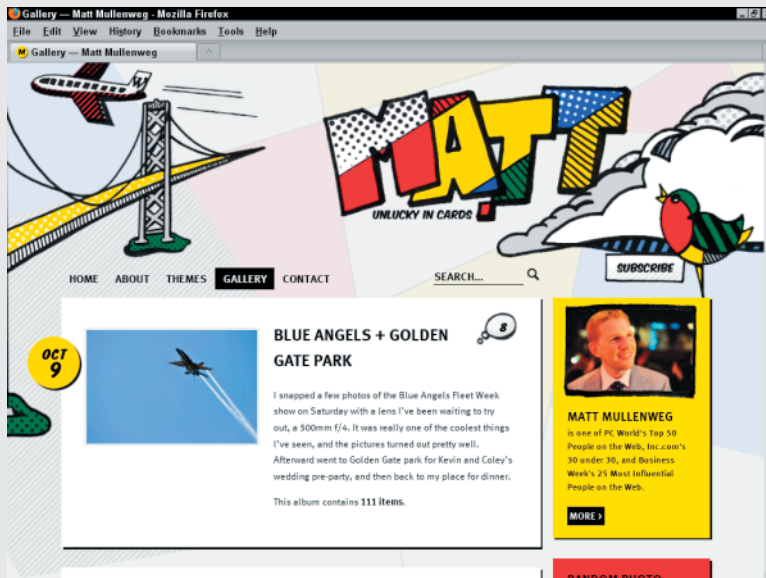 Gallery — Matt Mullenweg - Mozilla Firefox
File Edit View History Bookmarks Tools Help
Gallery — Matt Mullenweg
MATT
UNLUCKY IN CARDS
SUBSCRIBE
HOME ABOUT THEMES GALLERY CONTACT SEARCH...
OCT
9
BLUE ANGELS + GOLDEN
GATE PARK
8
I snapped a few photos of the Blue Angels Fleet Week
show on Saturday with a lens I've been waiting to try
out, a 500mm f/4. It was really one of the coolest things
I've seen, and the pictures turned out pretty well.
Afterward went to Golden Gate park for Kevin and Coley's
wedding pre-party, and then back to my place for dinner.
This album contains 111 items.
MATT MULLENWEG
is one of PC World's Top 50
People on the Web, Inc.com's
30 under 30, and Business
Week's 25 Most Influential
People on the Web.
MORE >
RANDOM PHOTO